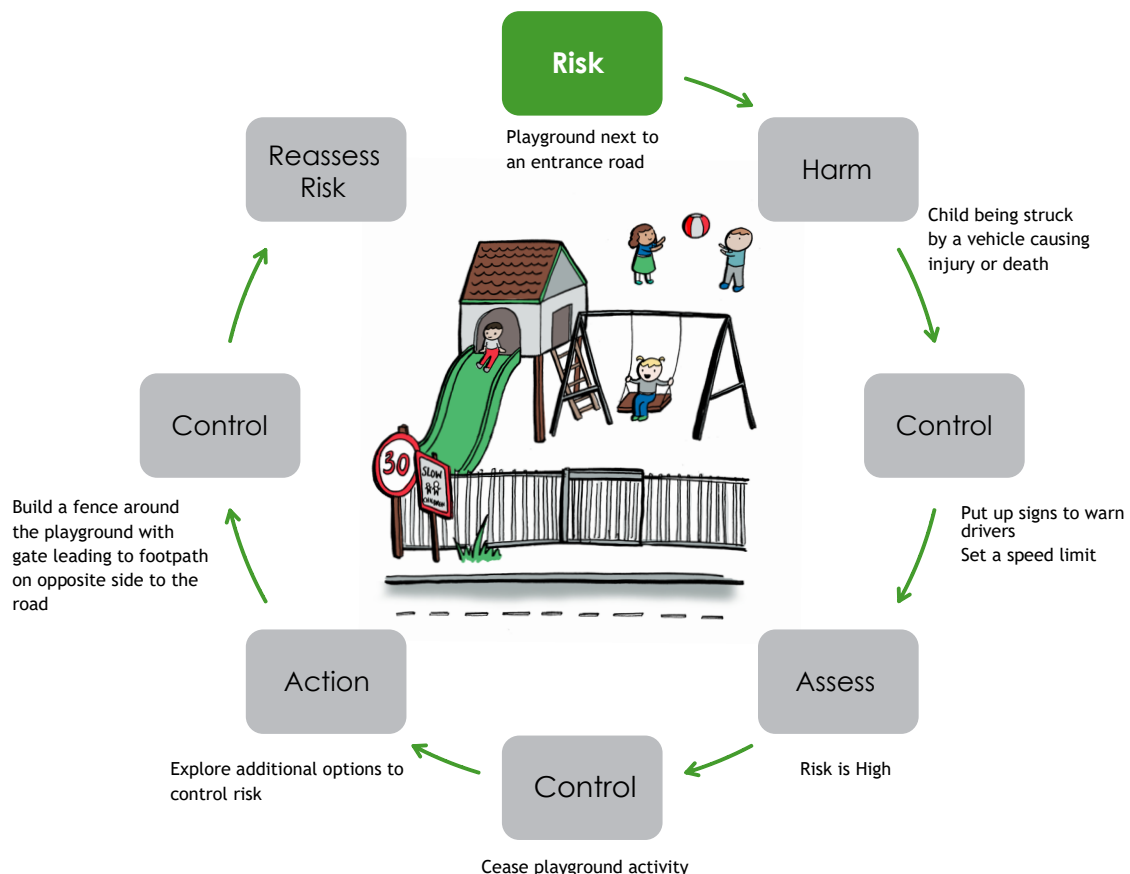 Risk
Playground next to
an entrance road
Harm
Child being struck
by a vehicle causing
injury or death
Control
Put up signs to warn
drivers
Set a speed limit
Assess
Risk is High
Control
Cease playground activity
Action
Explore additional options to
control risk
Control
Build a fence around
the playground with
gate leading to footpath
on opposite side to the
road
Reassess
Risk
30
SLOW
CHILDREN